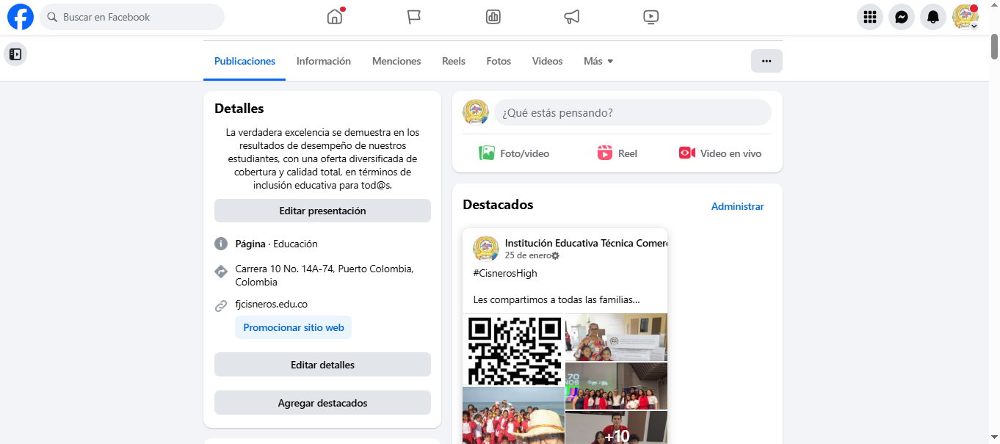 Buscar en Facebook
Publicaciones
Información
Menciones
Reels
Fotos
Videos
Más
Detalles
La verdadera excelencia se demuestra en los
resultados de desempeño de nuestros
estudiantes, con una oferta diversificada de
cobertura y calidad total, en términos de
inclusión educativa para tod@s.
Editar presentación
Página · Educación
Carrera 10 No. 14A-74, Puerto Colombia,
Colombia
fjcisneros.edu.co
Promocionar sitio web
Editar detalles
Agregar destacados
¿Qué estás pensando?
Foto/video
Reel
Video en vivo
Destacados
Administrar
Institución Educativa Técnica Comer
25 de enero
#CisnerosHigh
Les compartimos a todas las familias...
+10